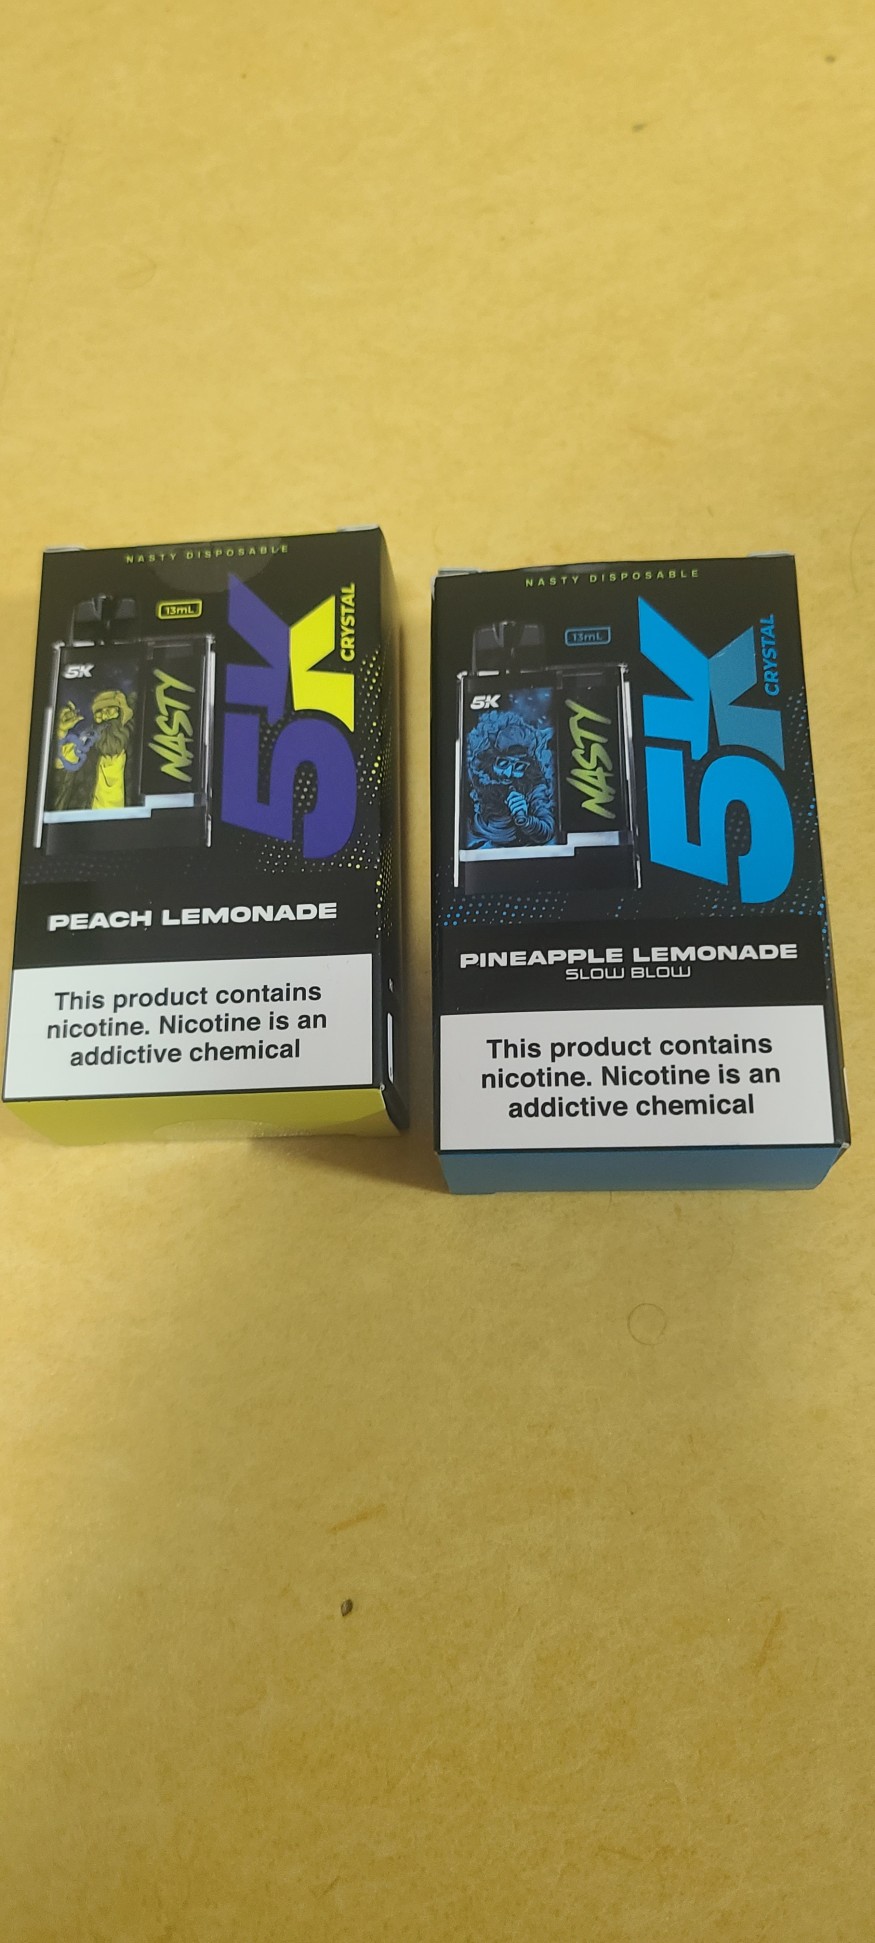 NASTY DISPOSABLE
13mL
5K
NASTY
5K
CRYSTAL
PEACH LEMONADE
This product contains
nicotine. Nicotine is an
addictive chemical
NASTY DISPOSABLE
13mL
5K
NASTY
5K
CRYSTAL
PINEAPPLE LEMONADE
SLOW BLOW
This product contains
nicotine. Nicotine is an
addictive chemical